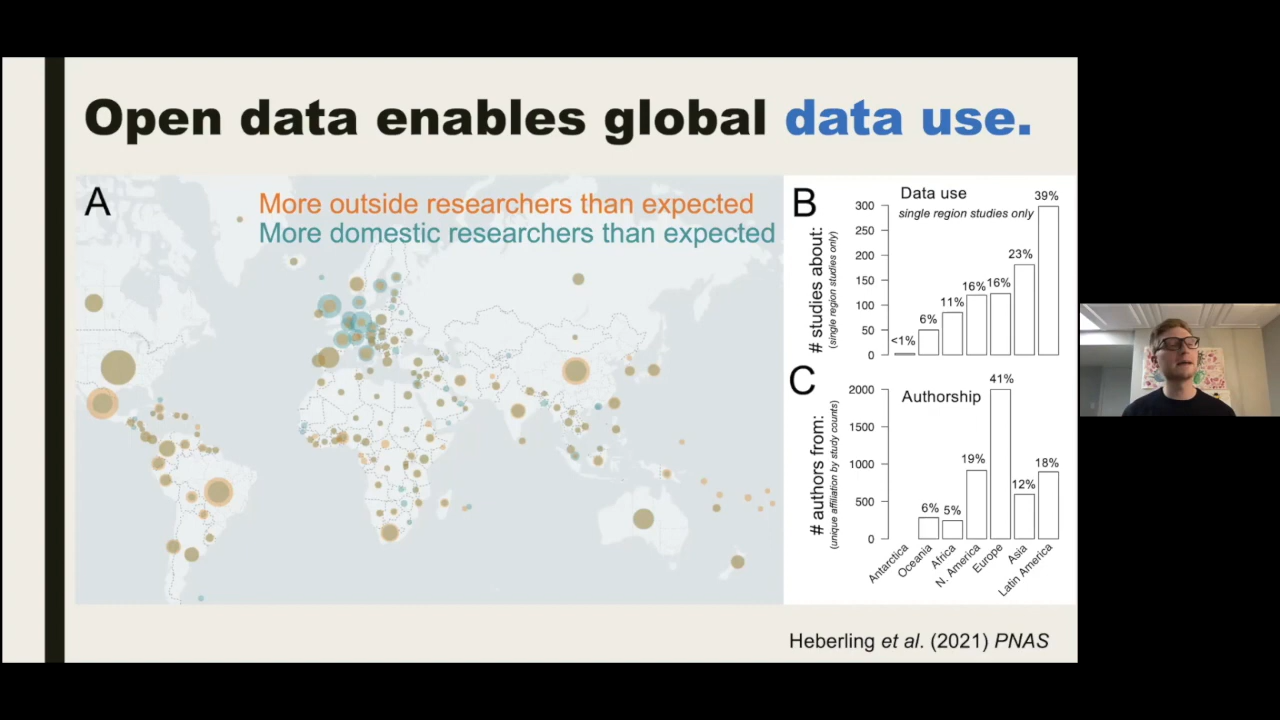 Open data enables global data use.
A
More outside researchers than expected
More domestic researchers than expected
B
Data use
single region studies only
# studies about:
(single region studies only)
300
250
200
150
100
50
0
<1%
6%
11%
16%
16%
23%
39%
C
Authorship
# authors from:
(unique affiliation by study counts)
2000
1500
1000
500
0
6%
5%
19%
41%
12%
18%
Antarctica
Oceania
Africa
N. America
Europe
Asia
Latin America
Heberling et al. (2021) PNAS